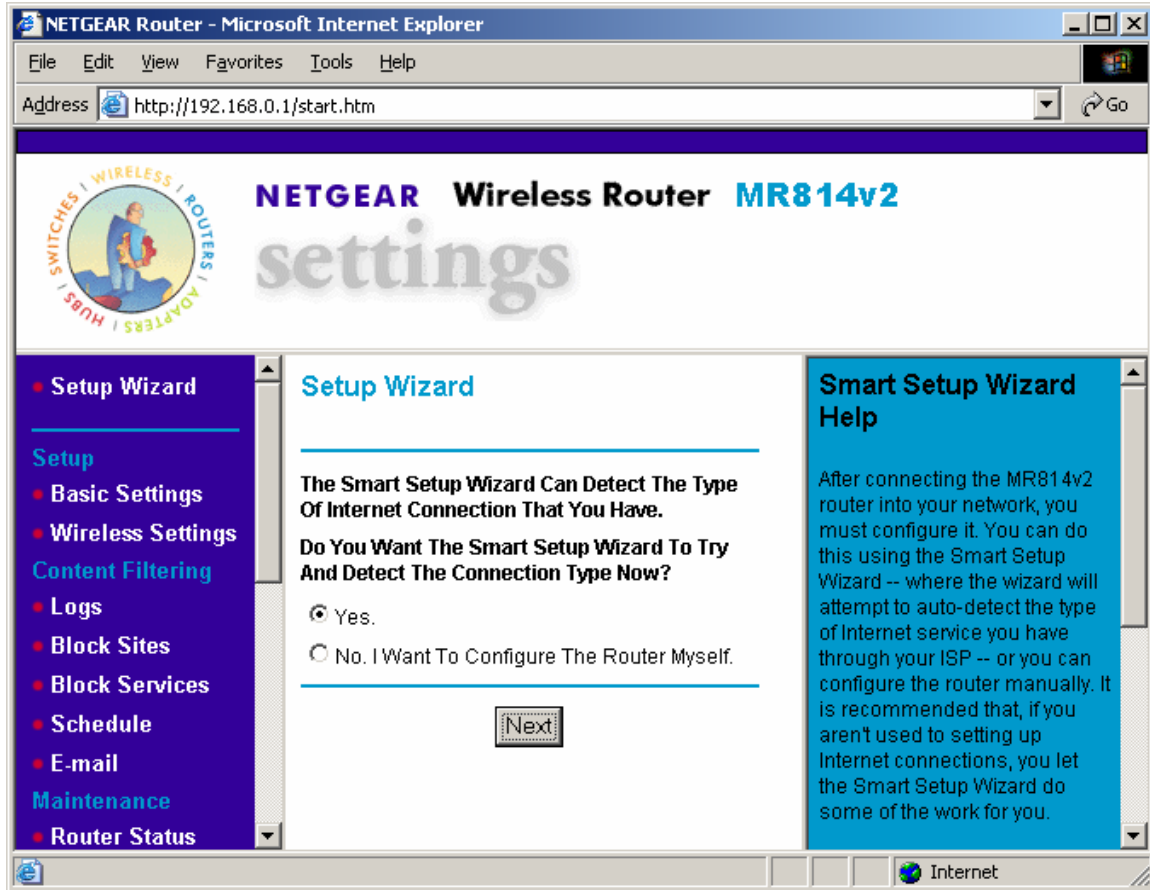 NETGEAR Router - Microsoft Internet Explorer
File Edit View Favorites Tools Help
Address http://192.168.0.1/start.htm Go
SWITCHES | WIRELESS | ROUTERS | ADAPTERS | HUBS |
NETGEAR Wireless Router MR814v2
settings
Setup Wizard
Setup
Basic Settings
Wireless Settings
Content Filtering
Logs
Block Sites
Block Services
Schedule
E-mail
Maintenance
Router Status
Setup Wizard
The Smart Setup Wizard Can Detect The Type
Of Internet Connection That You Have.
Do You Want The Smart Setup Wizard To Try
And Detect The Connection Type Now?
Yes.
No. I Want To Configure The Router Myself.
Next
Smart Setup Wizard
Help
After connecting the MR814v2
router into your network, you
must configure it. You can do
this using the Smart Setup
Wizard -- where the wizard will
attempt to auto-detect the type
of Internet service you have
through your ISP -- or you can
configure the router manually. It
is recommended that, if you
aren't used to setting up
Internet connections, you let
the Smart Setup Wizard do
some of the work for you.
Internet